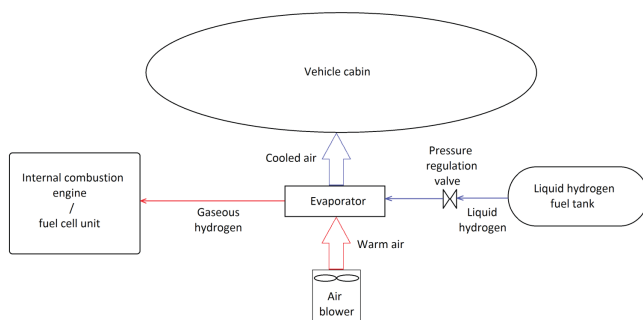 Vehicle cabin
Cooled air
Pressure
regulation
valve
Internal combustion
engine
/
fuel cell unit
Evaporator
Liquid hydrogen
fuel tank
Gaseous
hydrogen
Liquid
hydrogen
Warm air
Air
blower